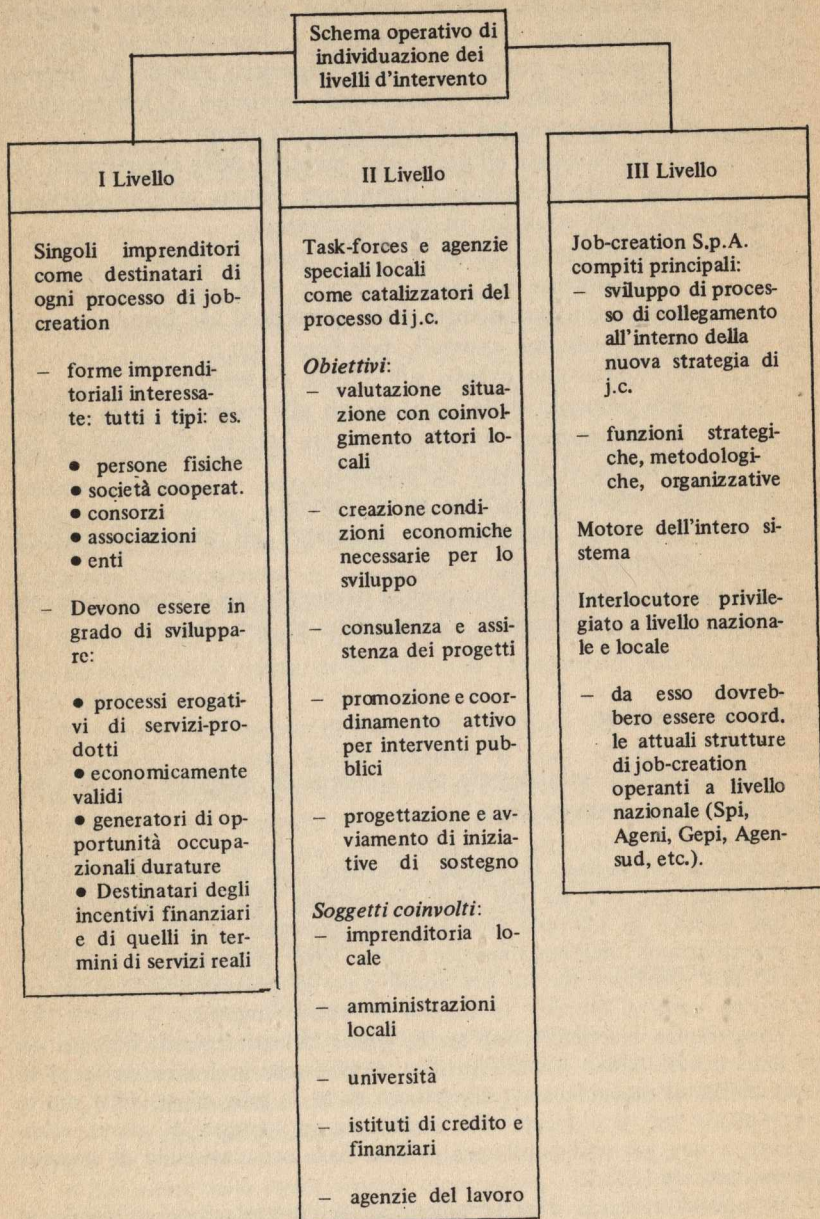 Schema operativo di
individuazione dei
livelli d'intervento
I Livello
Singoli imprenditori
come destinatari di
ogni processo di job-
creation
– forme imprendi-
toriali interessa-
te: tutti i tipi: es.
● persone fisiche
● società cooperat.
● consorzi
● associazioni
● enti
– Devono essere in
grado di sviluppa-
re:
● processi erogati-
vi di servizi-pro-
dotti
● economicamente
validi
● generatori di op-
portunità occupa-
zionali durature
● Destinatari degli
incentivi finanziari
e di quelli in ter-
mini di servizi reali
II Livello
Task-forces e agenzie
speciali locali
come catalizzatori del
processo di j.c.
Obiettivi:
– valutazione situa-
zione con coinvol-
gimento attori lo-
cali
– creazione condi-
zioni economiche
necessarie per lo
sviluppo
– consulenza e assi-
stenza dei progetti
– promozione e coor-
dinamento attivo
per interventi pub-
blici
– progettazione e av-
viamento di inizia-
tive di sostegno
Soggetti coinvolti:
– imprenditoria lo-
cale
– amministrazioni
locali
– università
– istituti di credito e
finanziari
– agenzie del lavoro
III Livello
Job-creation S.p.A.
compiti principali:
– sviluppo di proces-
so di collegamento
all'interno della
nuova strategia di
j.c.
– funzioni strategi-
che, metodologi-
che, organizzative
Motore dell'intero si-
stema
Interlocutore privile-
giato a livello naziona-
le e locale
– da esso dovreb-
bero essere coord.
le attuali strutture
di job-creation
operanti a livello
nazionale (Spi,
Ageni, Gepi, Agen-
sud, etc.).